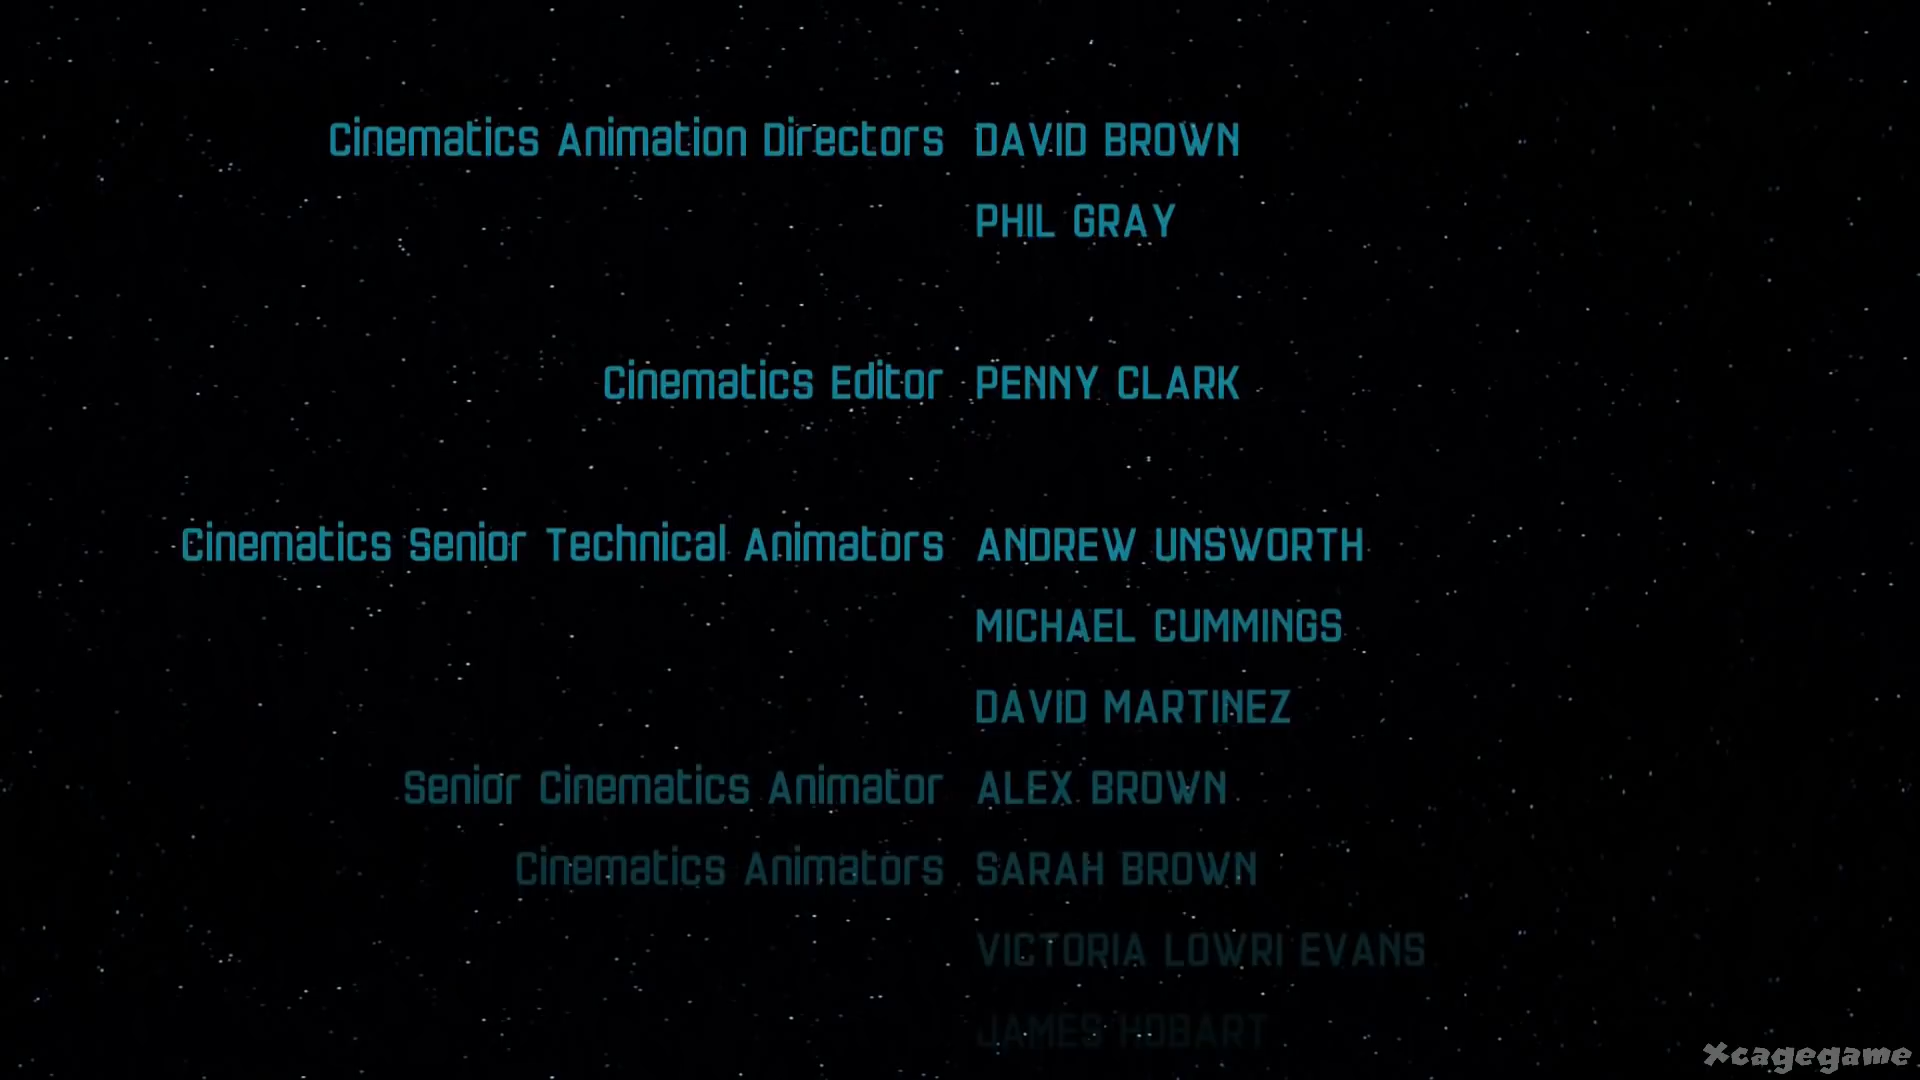 Cinematics Animation Directors DAVID BROWN
PHIL GRAY
Cinematics Editor PENNY CLARK
Cinematics Senior Technical Animators ANDREW UNSWORTH
MICHAEL CUMMINGS
DAVID MARTINEZ
Senior Cinematics Animator ALEX BROWN
Cinematics Animators SARAH BROWN
VICTORIA LOWRI EVANS
JAMES HOBART
Xcagegame